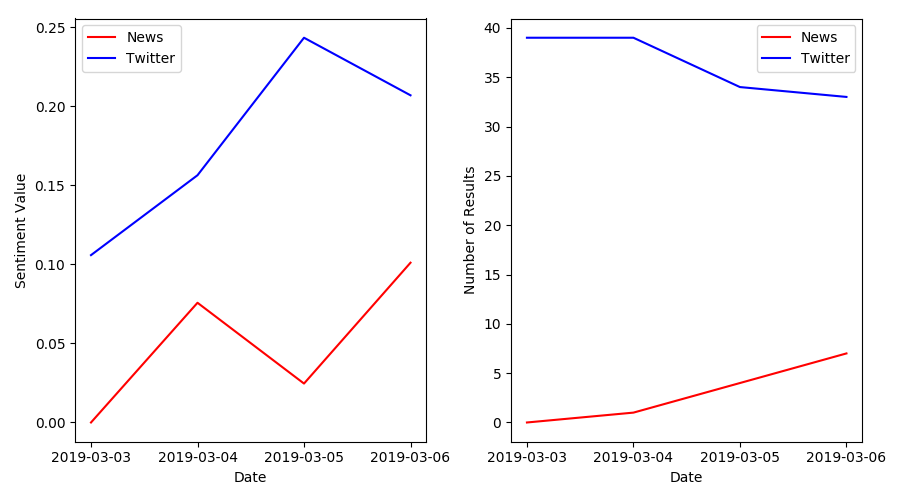 News
Twitter
0.25
0.20
0.15
0.10
0.05
0.00
Sentiment Value
2019-03-03 2019-03-04 2019-03-05 2019-03-06
Date
News
Twitter
40
35
30
25
20
15
10
5
0
Number of Results
2019-03-03 2019-03-04 2019-03-05 2019-03-06
Date